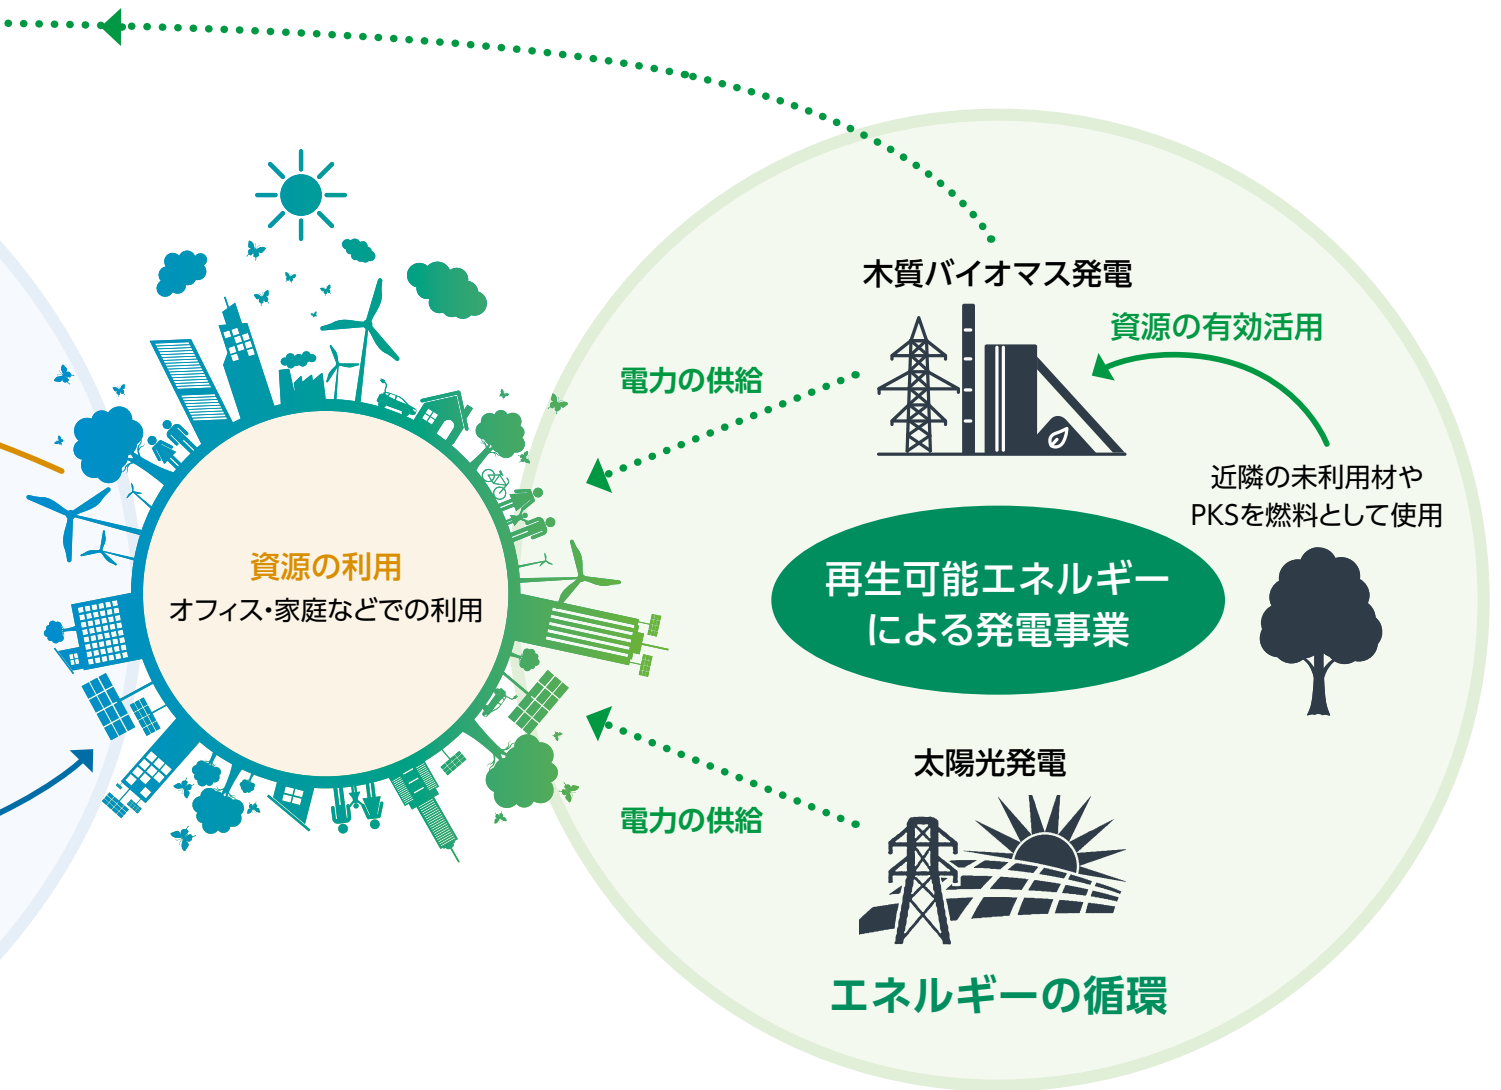 木質バイオマス発電
資源の有効活用
電力の供給
近隣の未利用材や
PKSを燃料として使用
資源の利用
オフィス・家庭などでの利用
再生可能エネルギー
による発電事業
太陽光発電
電力の供給
エネルギーの循環